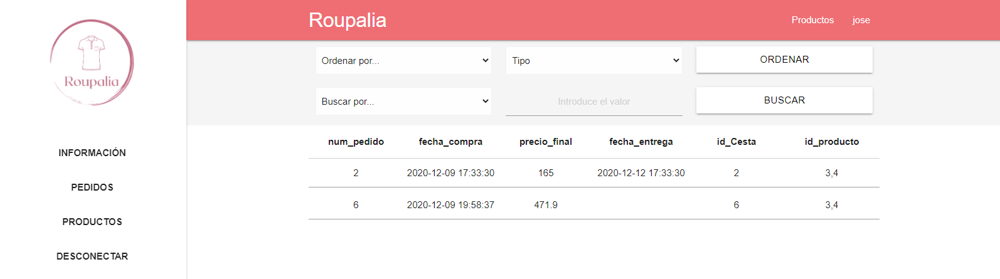 Roupalia
INFORMACIÓN
PEDIDOS
PRODUCTOS
DESCONECTAR
Roupalia Productos jose
Ordenar por... Tipo ORDENAR
Buscar por... Introduce el valor BUSCAR
num_pedido fecha_compra precio_final fecha_entrega id_Cesta id_producto
2 2020-12-09 17:33:30 165 2020-12-12 17:33:30 2 3,4
6 2020-12-09 19:58:37 471.9 6 3,4